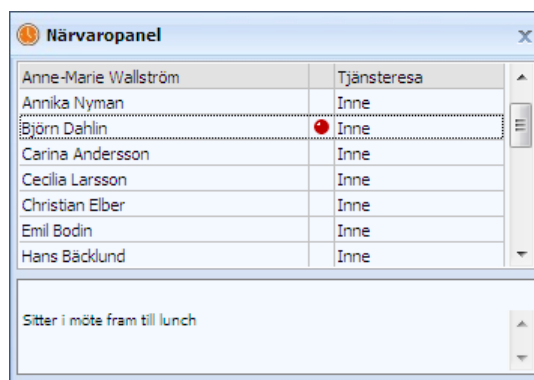 Närvaropanel
Anne-Marie Wallström Tjänsteresa
Annika Nyman Inne
Björn Dahlin Inne
Carina Andersson Inne
Cecilia Larsson Inne
Christian Elber Inne
Emil Bodin Inne
Hans Bäcklund Inne
Sitter i möte fram till lunch